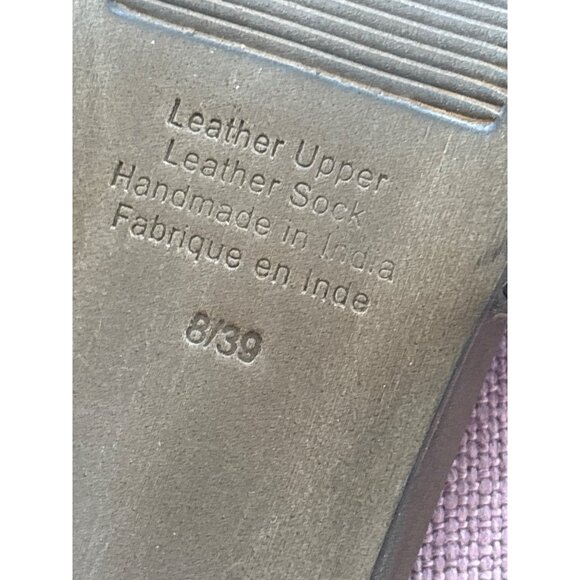 Leather Upper
Leather Sock
Handmade in India
Fabrique en Inde
8/39